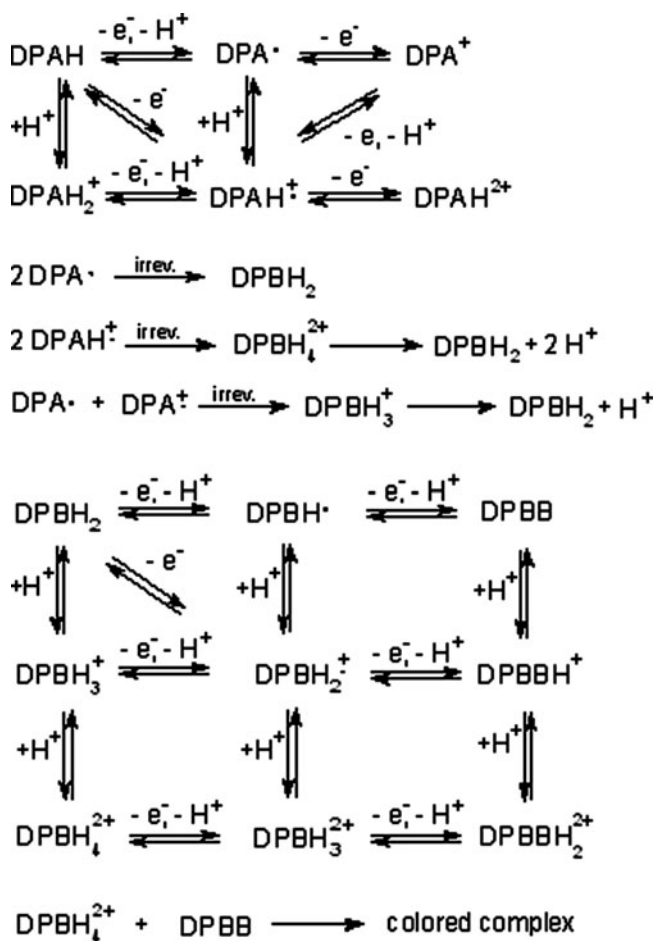 - e⁻, - H⁺ - e⁻
DPAH DPA· DPA⁺
+H⁺ - e⁻ +H⁺ - e, - H⁺
- e⁻, - H⁺ - e⁻
DPAH₂⁺ DPAH⁺· DPAH²⁺
2 DPA· irrev. DPBH₂
2 DPAH⁺· irrev. DPBH₄²⁺ DPBH₂ + 2 H⁺
DPA· + DPA⁺· irrev. DPBH₃⁺ DPBH₂ + H⁺
- e⁻, - H⁺ - e⁻, - H⁺
DPBH₂ DPBH· DPBB
+H⁺ - e⁻ +H⁺ +H⁺
- e⁻, - H⁺ - e⁻, - H⁺
DPBH₃⁺ DPBH₂⁺· DPBBH⁺
+H⁺ +H⁺ +H⁺
- e⁻, - H⁺ - e⁻, - H⁺
DPBH₄²⁺ DPBH₃²⁺ DPBBH₂²⁺
DPBH₄²⁺ + DPBB colored complex